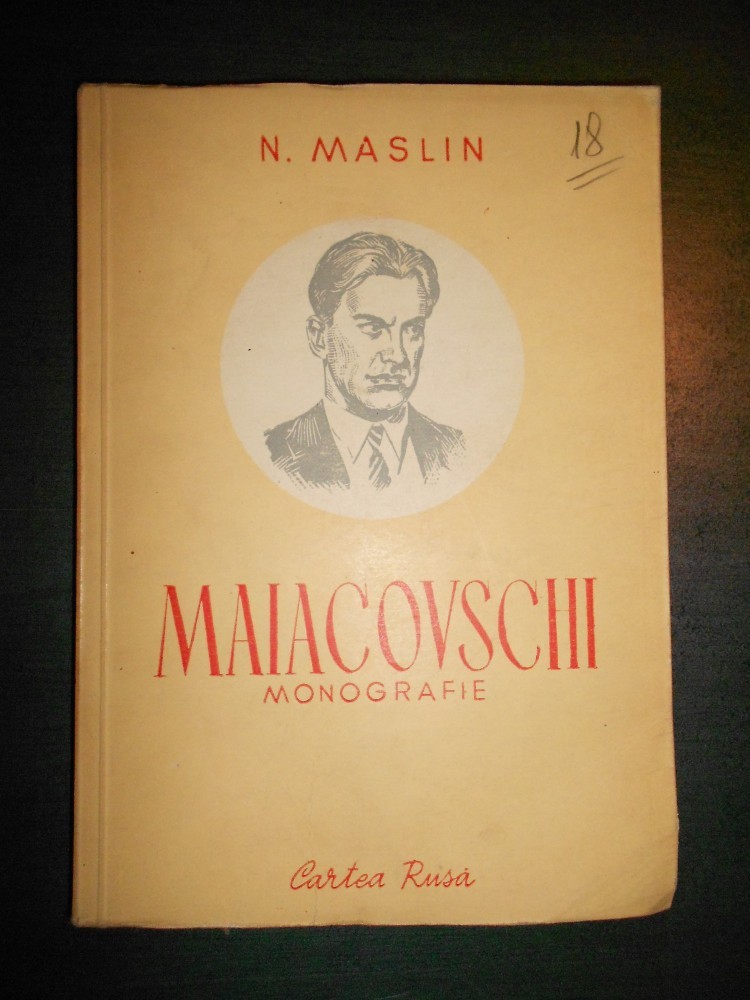 N. MASLIN
18
MAIACOVSCHI
MONOGRAFIE
Cartea Rusă